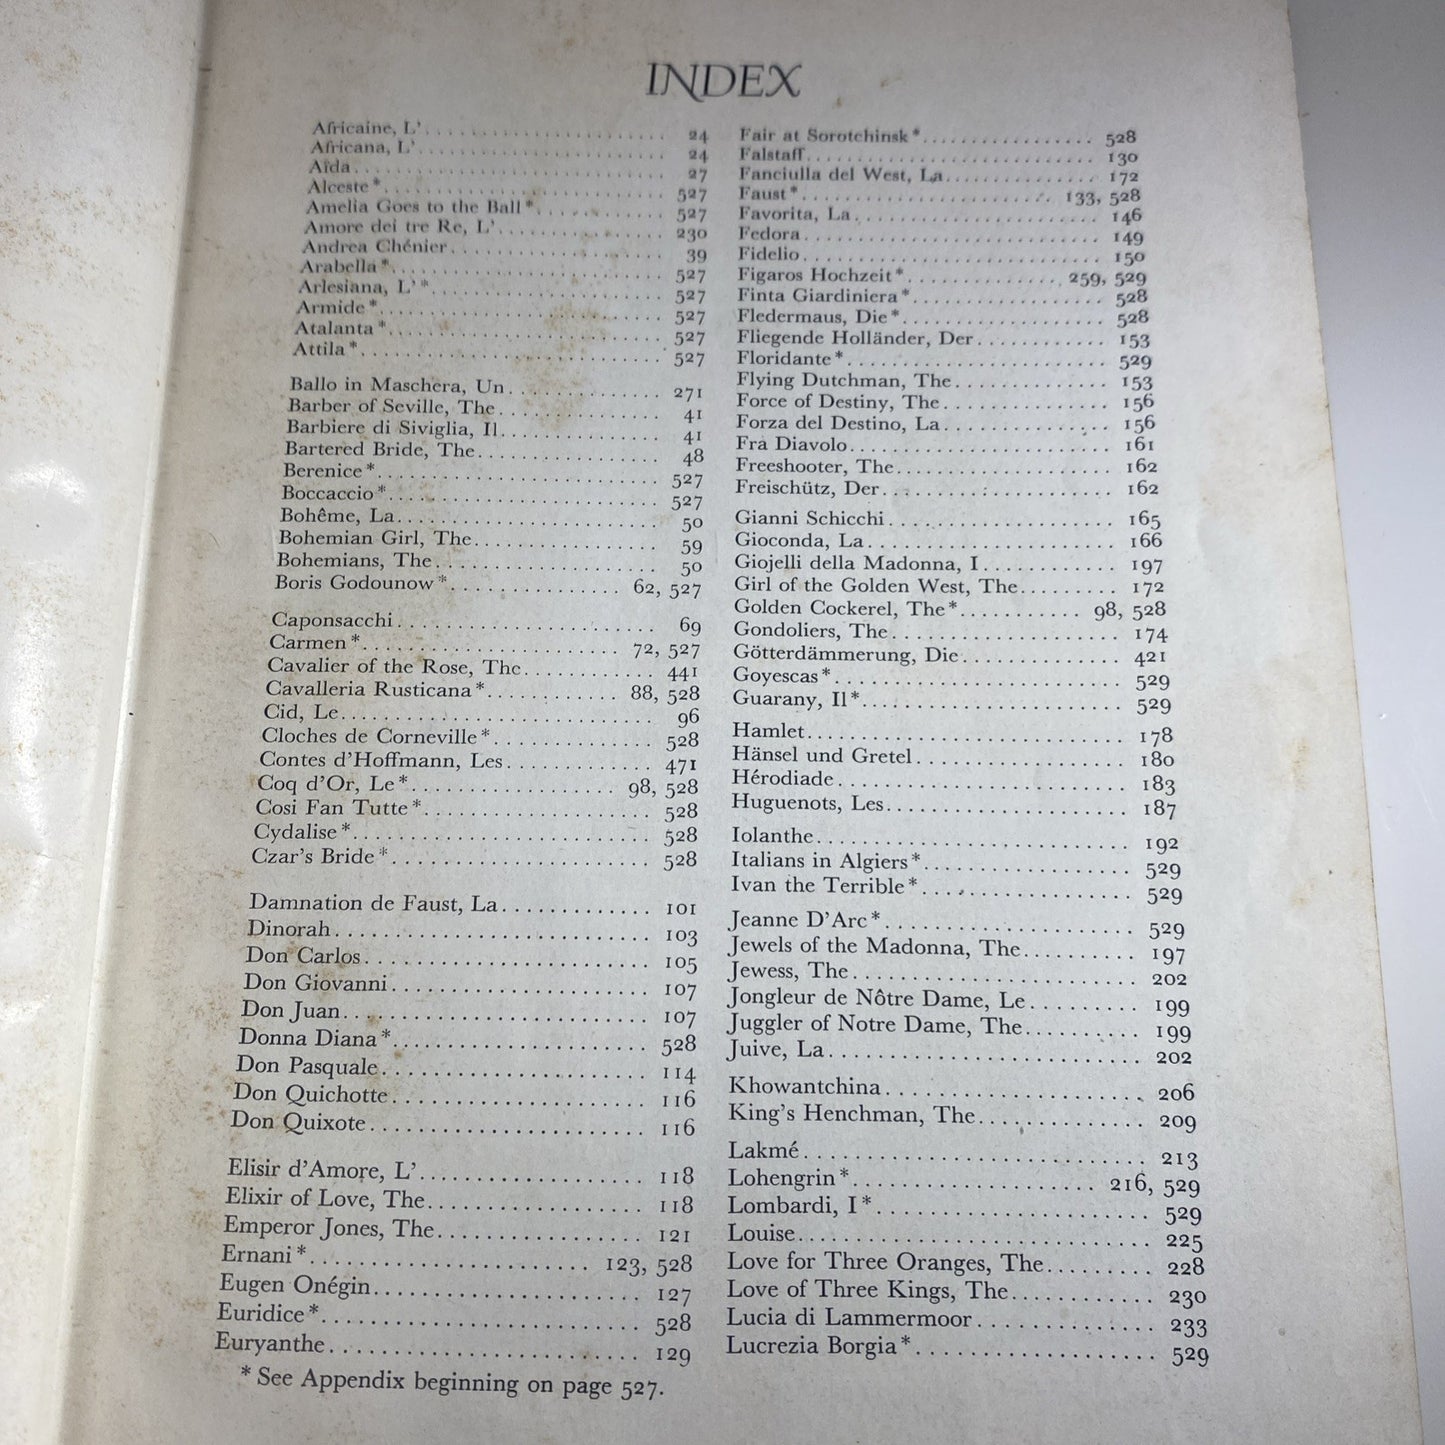 INDEX
Africaine, L' 24
Africana, L' 24
Aïda 27
Alceste* 527
Amelia Goes to the Ball* 527
Amore dei tre Re, L' 230
Andrea Chénier 39
Arabella* 527
Arlesiana, L'* 527
Armide* 527
Atalanta* 527
Attila* 527
Ballo in Maschera, Un 271
Barber of Seville, The 41
Barbiere di Siviglia, Il 41
Bartered Bride, The 48
Berenice* 527
Boccaccio* 527
Bohême, La 50
Bohemian Girl, The 59
Bohemians, The 50
Boris Godounow* 62, 527
Caponsacchi 69
Carmen* 72, 527
Cavalier of the Rose, The 441
Cavalleria Rusticana* 88, 528
Cid, Le 96
Cloches de Corneville* 528
Contes d'Hoffmann, Les 471
Coq d'Or, Le* 98, 528
Cosi Fan Tutte* 528
Cydalise* 528
Czar's Bride* 528
Damnation de Faust, La 101
Dinorah 103
Don Carlos 105
Don Giovanni 107
Don Juan 107
Donna Diana* 528
Don Pasquale 114
Don Quichotte 116
Don Quixote 116
Elisir d'Amore, L' 118
Elixir of Love, The 118
Emperor Jones, The 121
Ernani* 123, 528
Eugen Onégin 127
Euridice* 528
Euryanthe 129
* See Appendix beginning on page 527.
Fair at Sorotchinsk* 528
Falstaff 130
Fanciulla del West, La 172
Faust* 133, 528
Favorita, La 146
Fedora 149
Fidelio 150
Figaros Hochzeit* 259, 529
Finta Giardiniera* 528
Fledermaus, Die* 528
Fliegende Holländer, Der 153
Floridante* 529
Flying Dutchman, The 153
Force of Destiny, The 156
Forza del Destino, La 156
Fra Diavolo 161
Freeshooter, The 162
Freischütz, Der 162
Gianni Schicchi 165
Gioconda, La 166
Giojelli della Madonna, I 197
Girl of the Golden West, The 172
Golden Cockerel, The* 98, 528
Gondoliers, The 174
Götterdämmerung, Die 421
Goyescas* 529
Guarany, Il* 529
Hamlet 178
Hänsel und Gretel 180
Hérodiade 183
Huguenots, Les 187
Iolanthe 192
Italians in Algiers* 529
Ivan the Terrible* 529
Jeanne D'Arc* 529
Jewels of the Madonna, The 197
Jewess, The 202
Jongleur de Nôtre Dame, Le 199
Juggler of Notre Dame, The 199
Juive, La 202
Khowantchina 206
King's Henchman, The 209
Lakmé 213
Lohengrin* 216, 529
Lombardi, I* 529
Louise 225
Love for Three Oranges, The 228
Love of Three Kings, The 230
Lucia di Lammermoor 233
Lucrezia Borgia* 529